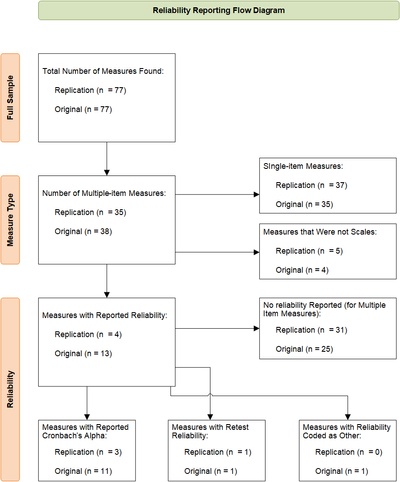 Reliability Reporting Flow Diagram
Full Sample
Total Number of Measures Found:
Replication (n = 77)
Original (n = 77)
Measure Type
Number of Multiple-item Measures:
Replication (n = 35)
Original (n = 38)
SIngle-item Measures:
Replication (n = 37)
Original (n = 35)
Measures that Were not Scales:
Replication (n = 5)
Original (n = 4)
Reliability
Measures with Reported Reliability:
Replication (n = 4)
Original (n = 13)
No reliability Reported (for Multiple
Item Measures):
Replication (n = 31)
Original (n = 25)
Measures with Reported
Cronbach's Alpha:
Replication (n = 3)
Original (n = 11)
Measures with Retest
Reliability:
Replication (n = 1)
Original (n = 1)
Measures with Reliability
Coded as Other:
Replication (n = 0)
Original (n = 1)